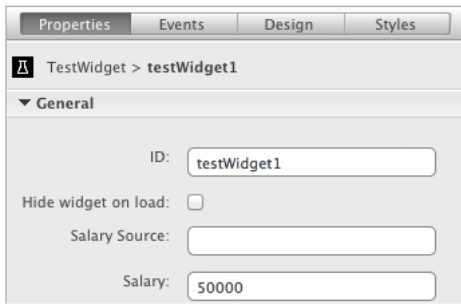 Properties Events Design Styles
TestWidget > testWidget1
General
ID: testWidget1
Hide widget on load:
Salary Source:
Salary: 50000